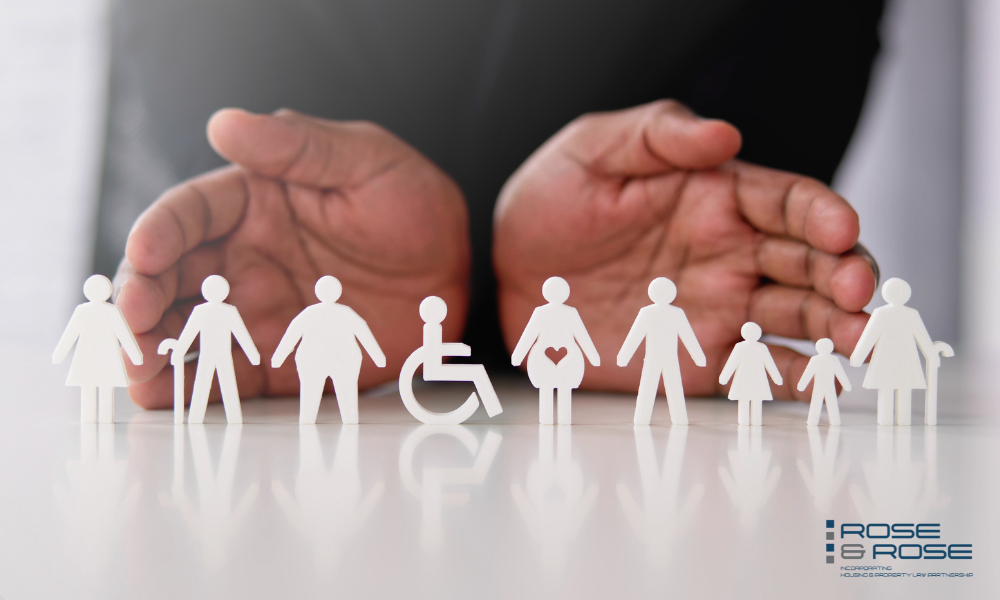 ROSE
& ROSE
INCORPORATING
HOUSING & PROPERTY LAW PARTNERSHIP